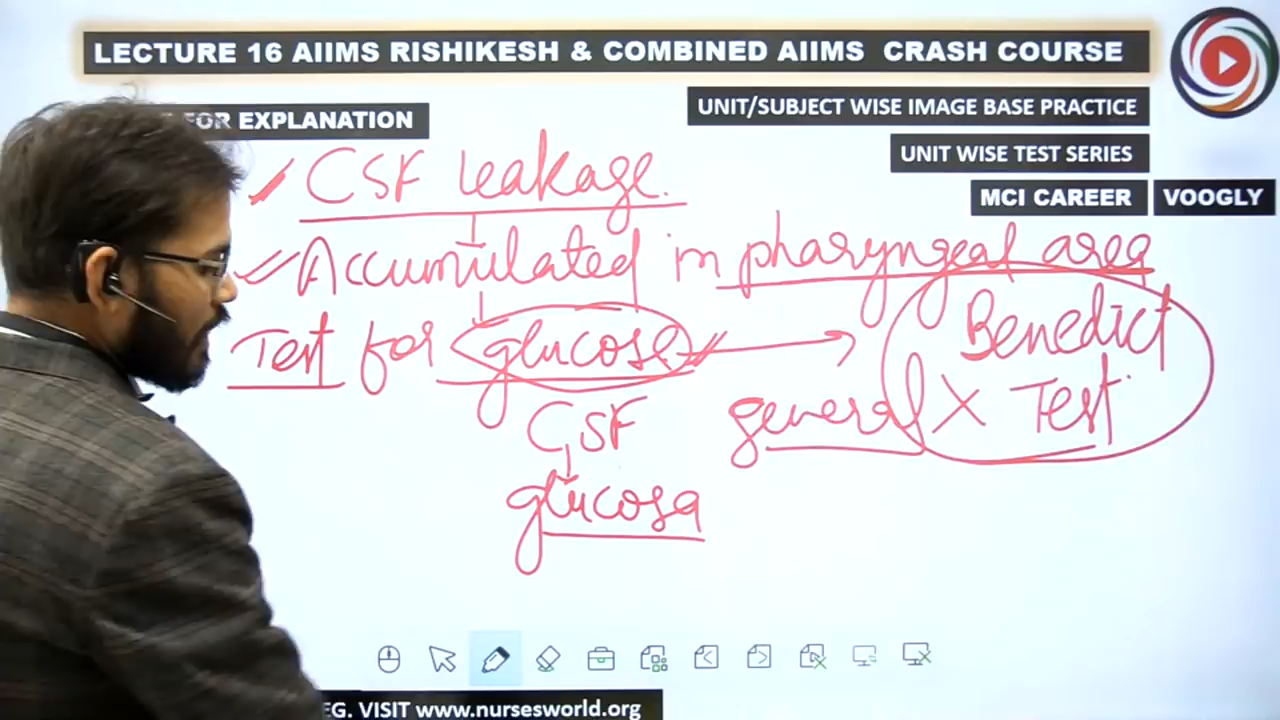 LECTURE 16 AIIMS RISHIKESH & COMBINED AIIMS CRASH COURSE
FOR EXPLANATION
UNIT/SUBJECT WISE IMAGE BASE PRACTICE
UNIT WISE TEST SERIES
MCI CAREER VOOGLY
CSF leakage.
Accumulated in pharyngeal area
Test for glucose
Benedict
general X Test
CSF
glucosa
EG. VISIT www.nursesworld.org